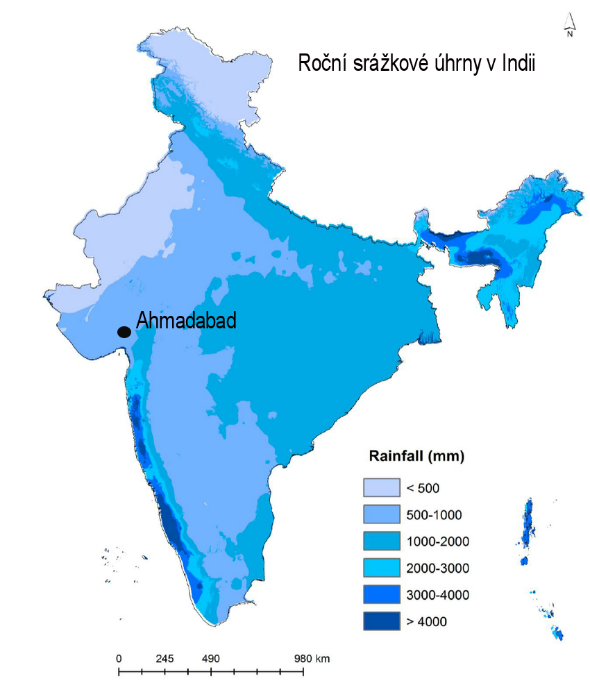 N
Roční srážkové úhrny v Indii
Ahmadabad
Rainfall (mm)
< 500
500-1000
1000-2000
2000-3000
3000-4000
> 4000
0 245 490 980 km